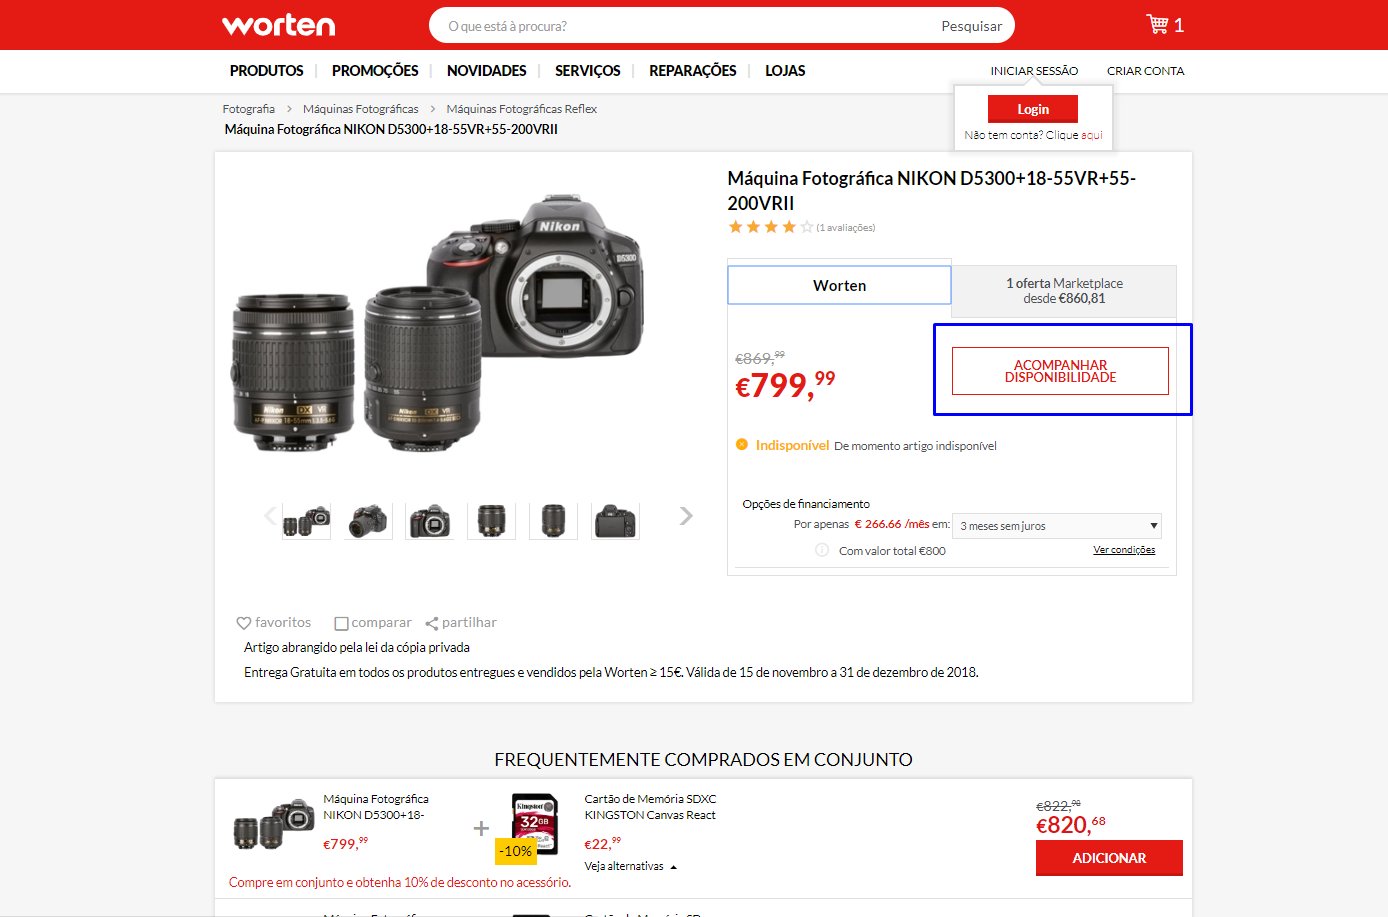 worten
O que está à procura?
Pesquisar
1
PRODUTOS
PROMOÇÕES
NOVIDADES
SERVIÇOS
REPARAÇÕES
LOJAS
INICIAR SESSÃO
CRIAR CONTA
Login
Não tem conta? Clique aqui
Fotografia > Máquinas Fotográficas > Máquinas Fotográficas Reflex
Máquina Fotográfica NIKON D5300+18-55VR+55-200VRII
Nikon
D5300
Nikon DX VR
Nikon DX VR
Máquina Fotográfica NIKON D5300+18-55VR+55-
200VRII
(1 avaliações)
Worten
1 oferta Marketplace
desde €860,81
€869,99
€799,99
ACOMPANHAR
DISPONIBILIDADE
Indisponível De momento artigo indisponível
Opções de financiamento
Por apenas € 266.66 /mês em:
3 meses sem juros
Com valor total €800
Ver condições
favoritos
comparar
partilhar
Artigo abrangido pela lei da cópia privada
Entrega Gratuita em todos os produtos entregues e vendidos pela Worten ≥ 15€. Válida de 15 de novembro a 31 de dezembro de 2018.
FREQUENTEMENTE COMPRADOS EM CONJUNTO
Máquina Fotográfica
NIKON D5300+18-
€799,99
+
Kingston
32GB
-10%
Cartão de Memória SDXC
KINGSTON Canvas React
€22,99
Veja alternativas
€822,98
€820,68
ADICIONAR
Compre em conjunto e obtenha 10% de desconto no acessório.